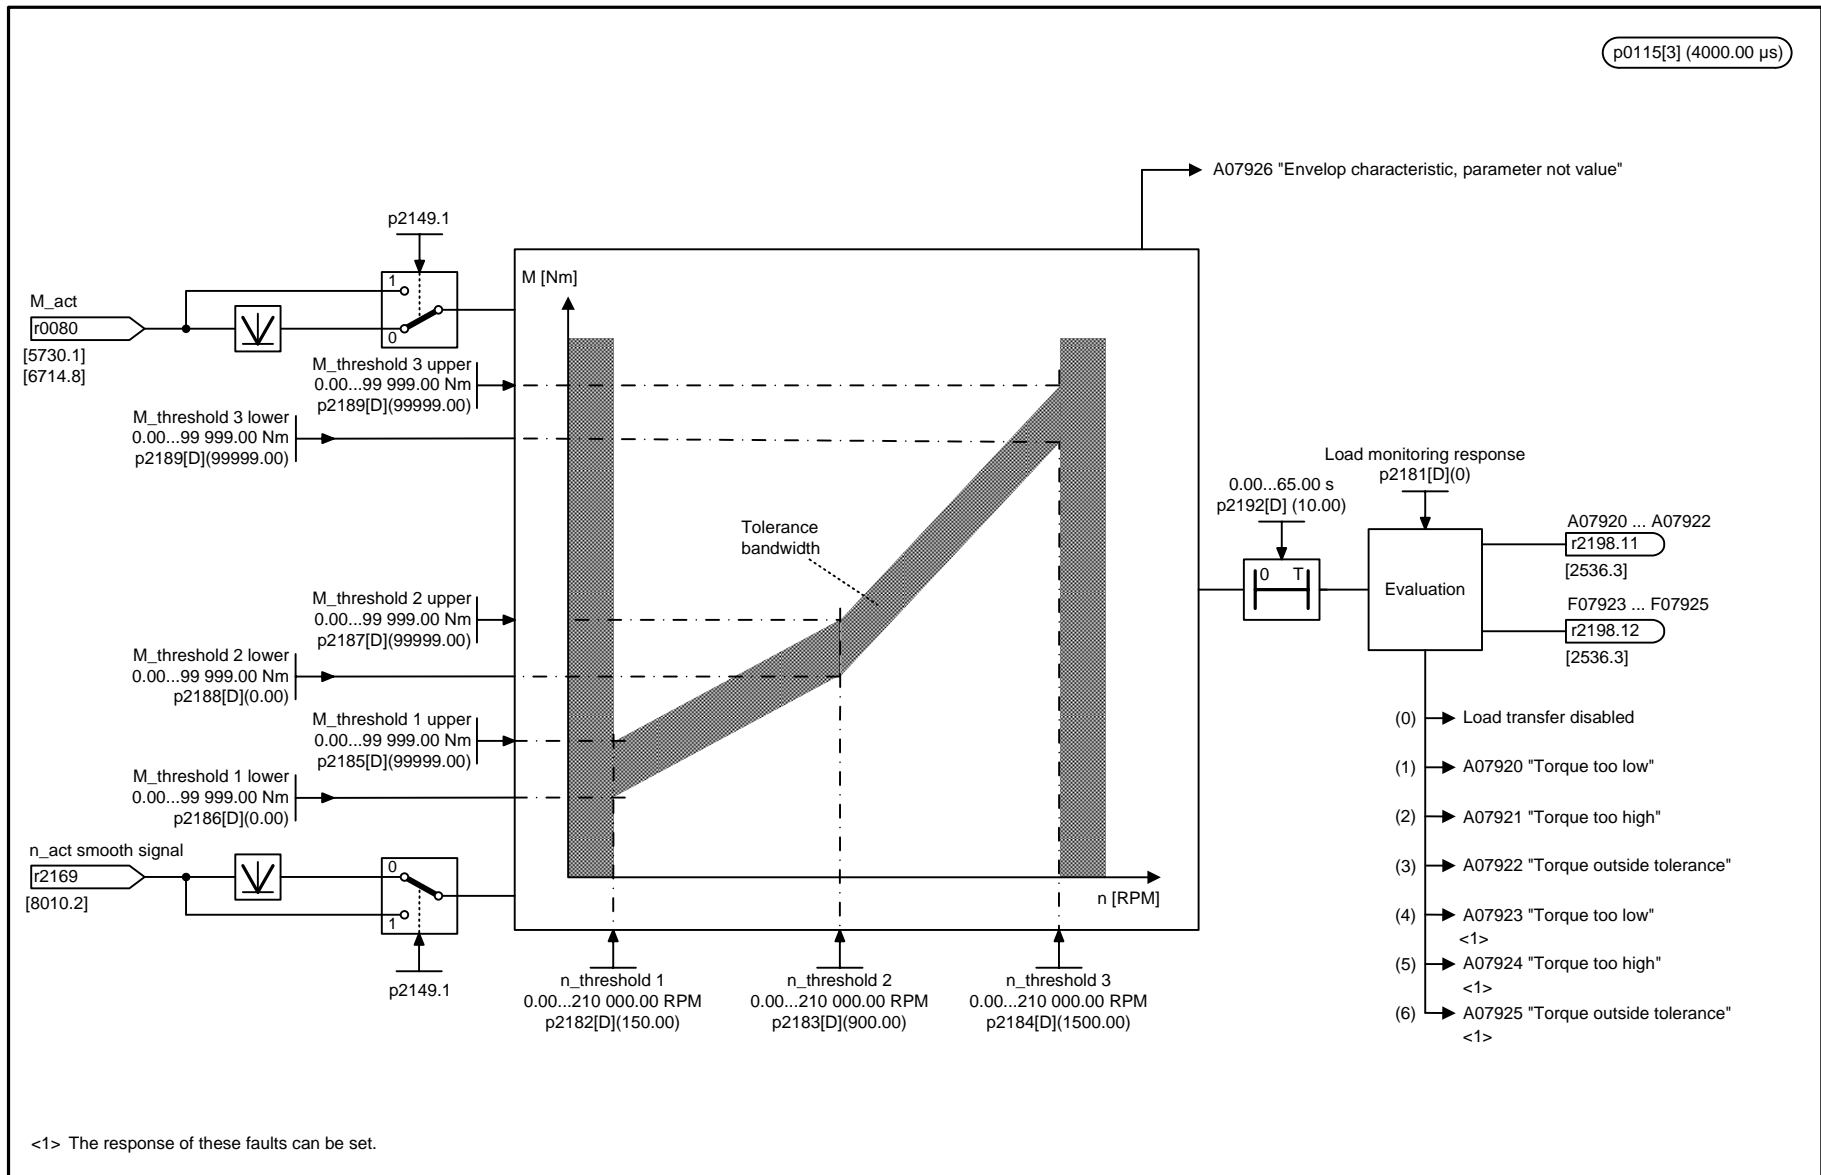 p0115[3] (4000.00 µs)
A07926 "Envelop characteristic, parameter not value"
p2149.1
1
0
M_act
r0080
[5730.1]
[6714.8]
M [Nm]
M_threshold 3 upper
0.00...99 999.00 Nm
p2189[D](99999.00)
M_threshold 3 lower
0.00...99 999.00 Nm
p2189[D](99999.00)
Tolerance
bandwidth
M_threshold 2 upper
0.00...99 999.00 Nm
p2187[D](99999.00)
M_threshold 2 lower
0.00...99 999.00 Nm
p2188[D](0.00)
M_threshold 1 upper
0.00...99 999.00 Nm
p2185[D](99999.00)
M_threshold 1 lower
0.00...99 999.00 Nm
p2186[D](0.00)
n_act smooth signal
r2169
[8010.2]
0
1
p2149.1
n [RPM]
n_threshold 1
0.00...210 000.00 RPM
p2182[D](150.00)
n_threshold 2
0.00...210 000.00 RPM
p2183[D](900.00)
n_threshold 3
0.00...210 000.00 RPM
p2184[D](1500.00)
0.00...65.00 s
p2192[D] (10.00)
0 T
Load monitoring response
p2181[D](0)
Evaluation
A07920 ... A07922
r2198.11
[2536.3]
F07923 ... F07925
r2198.12
[2536.3]
(0) Load transfer disabled
(1) A07920 "Torque too low"
(2) A07921 "Torque too high"
(3) A07922 "Torque outside tolerance"
(4) A07923 "Torque too low"
<1>
(5) A07924 "Torque too high"
<1>
(6) A07925 "Torque outside tolerance"
<1>
<1> The response of these faults can be set.